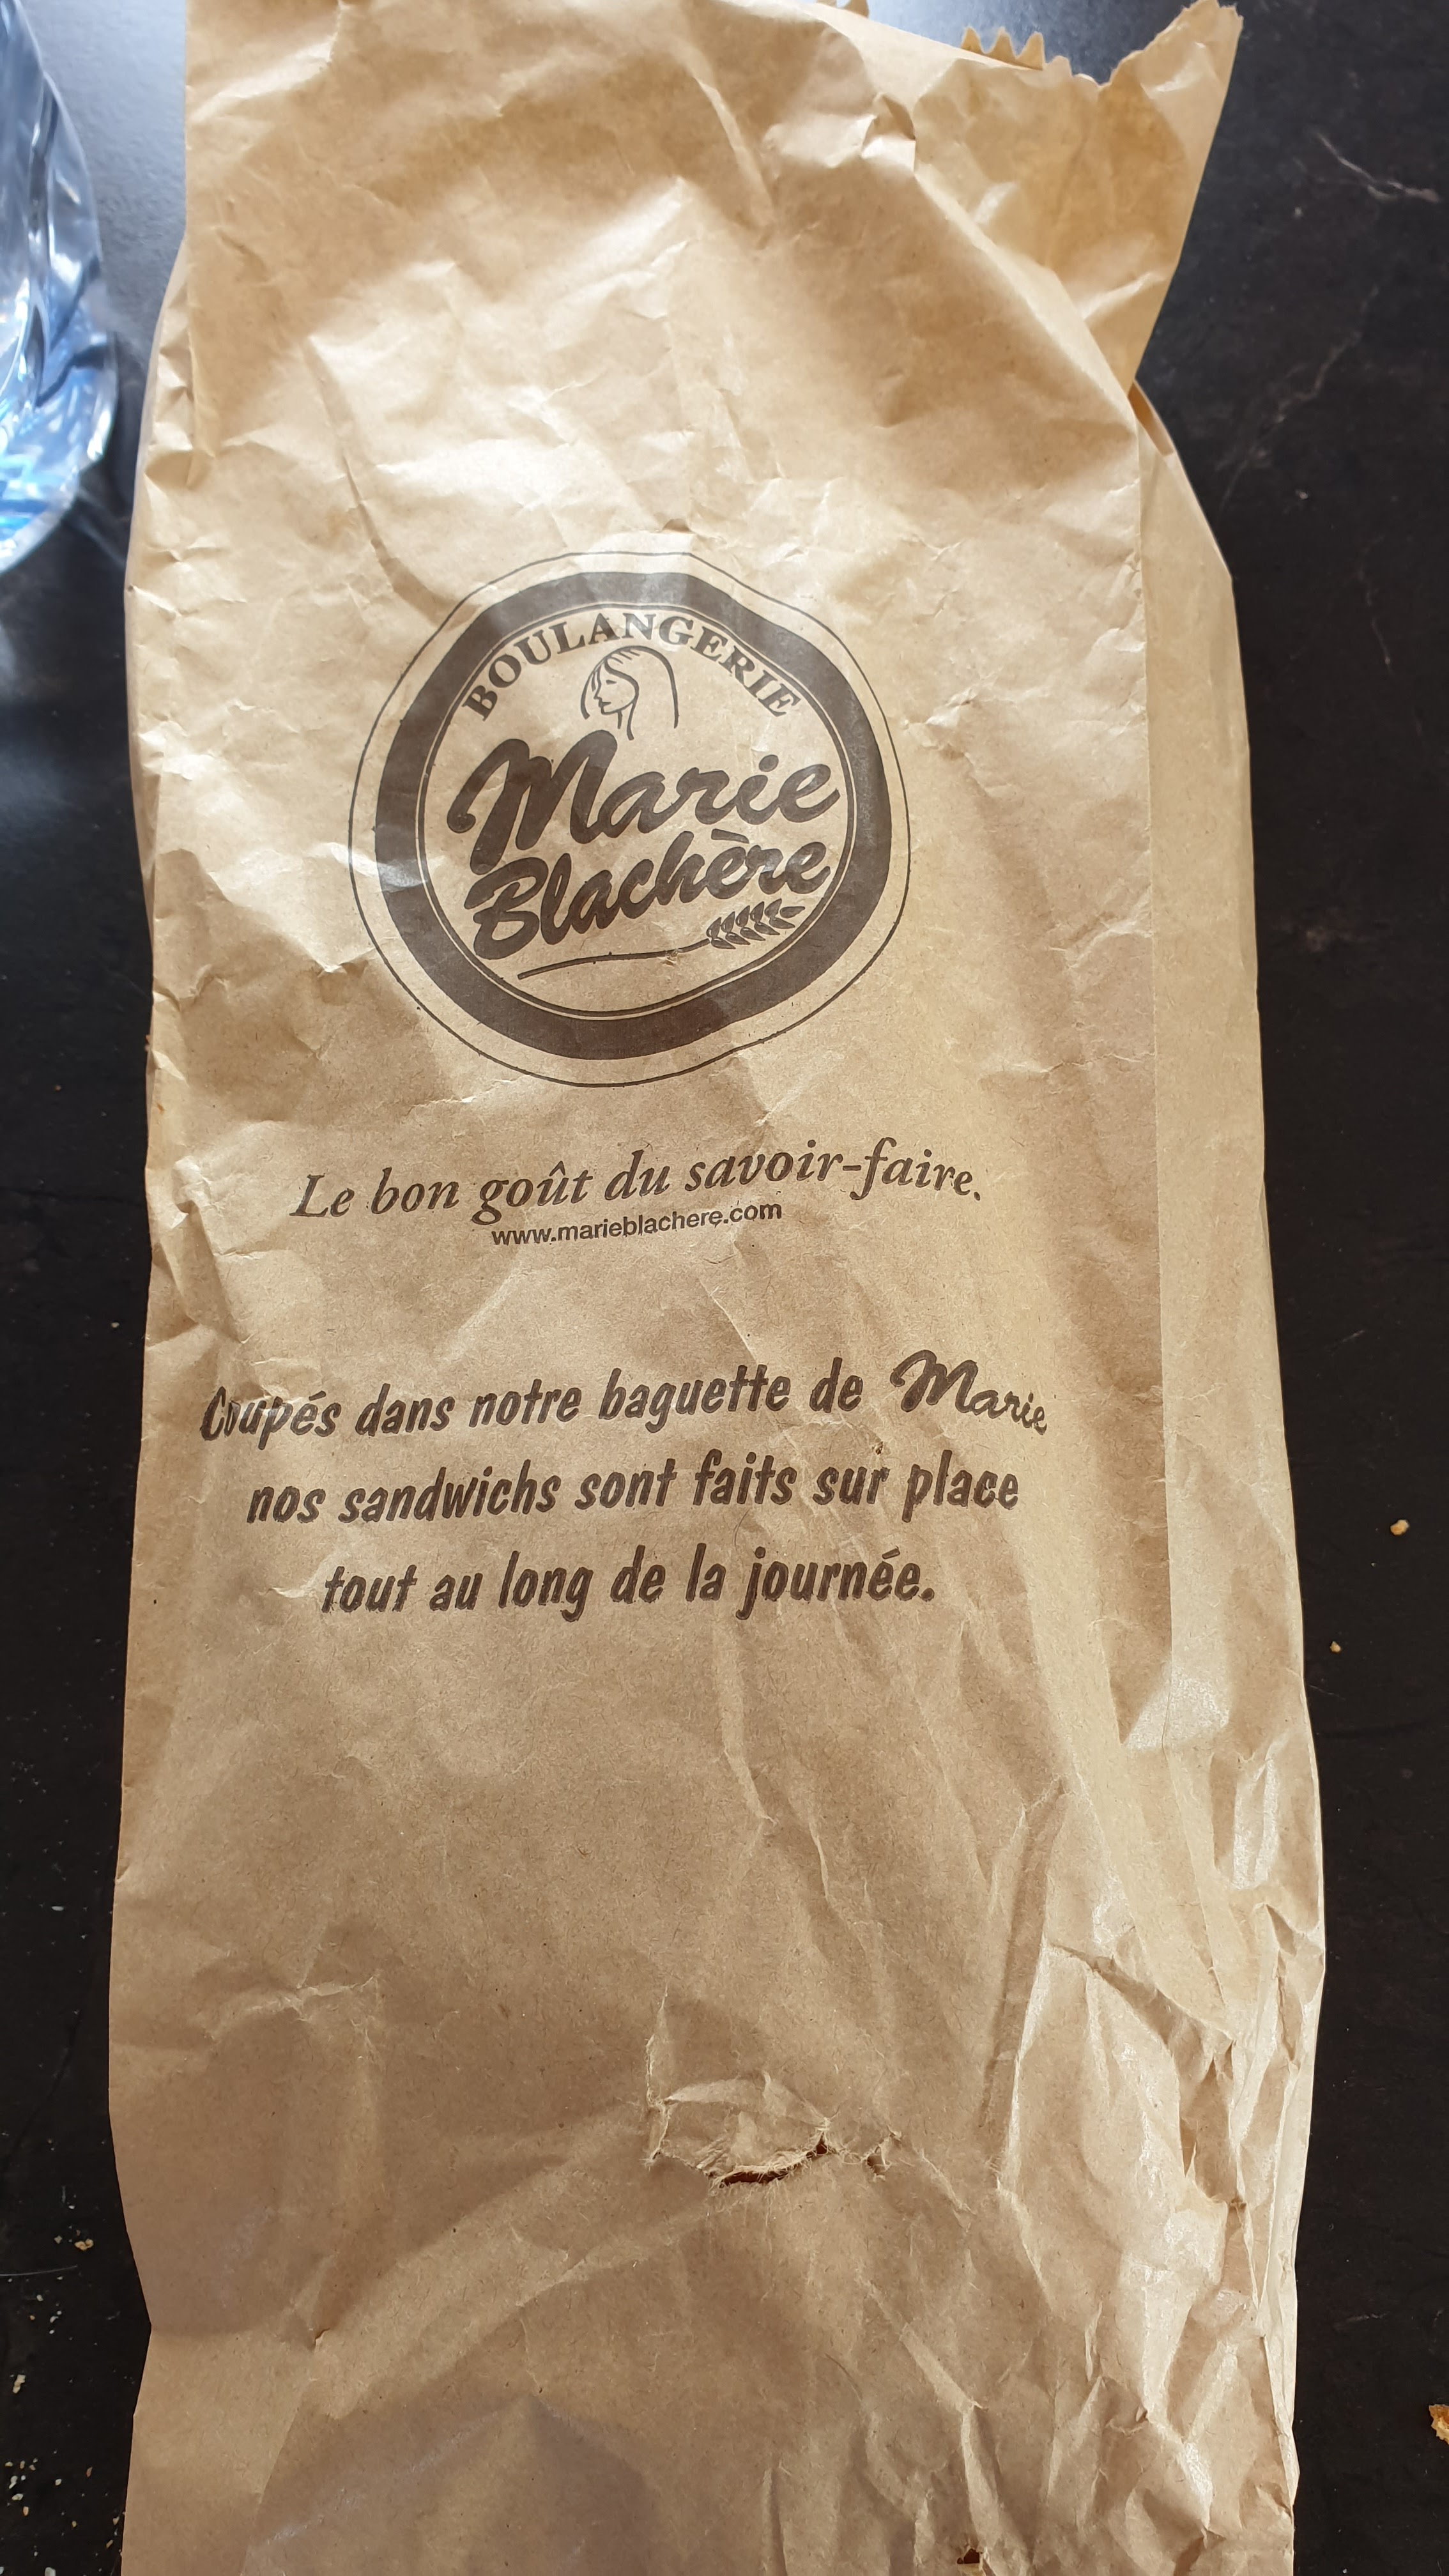 BOULANGERIE
Marie
Blachère
Le bon goût du savoir-faire.
www.marieblachere.com
Coupés dans notre baguette de Marie
nos sandwichs sont faits sur place
tout au long de la journée.